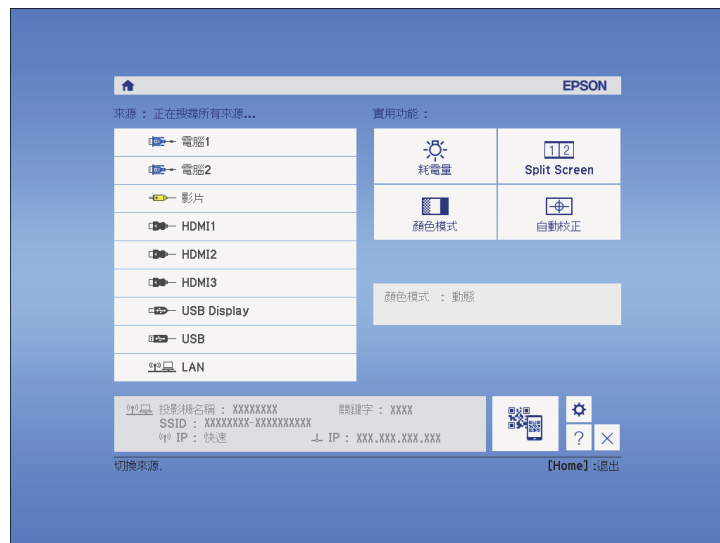 EPSON
來源 : 正在搜尋所有來源...
電腦1
電腦2
影片
HDMI1
HDMI2
HDMI3
USB Display
USB
LAN
實用功能 :
耗電量
1 2
Split Screen
顏色模式
自動校正
顏色模式 : 動態
投影機名稱 : XXXXXXXX 關鍵字 : XXXX
SSID : XXXXXXXX-XXXXXXXXXX
IP : 快速 IP : XXX.XXX.XXX.XXX
?
切換來源.
[Home] :退出